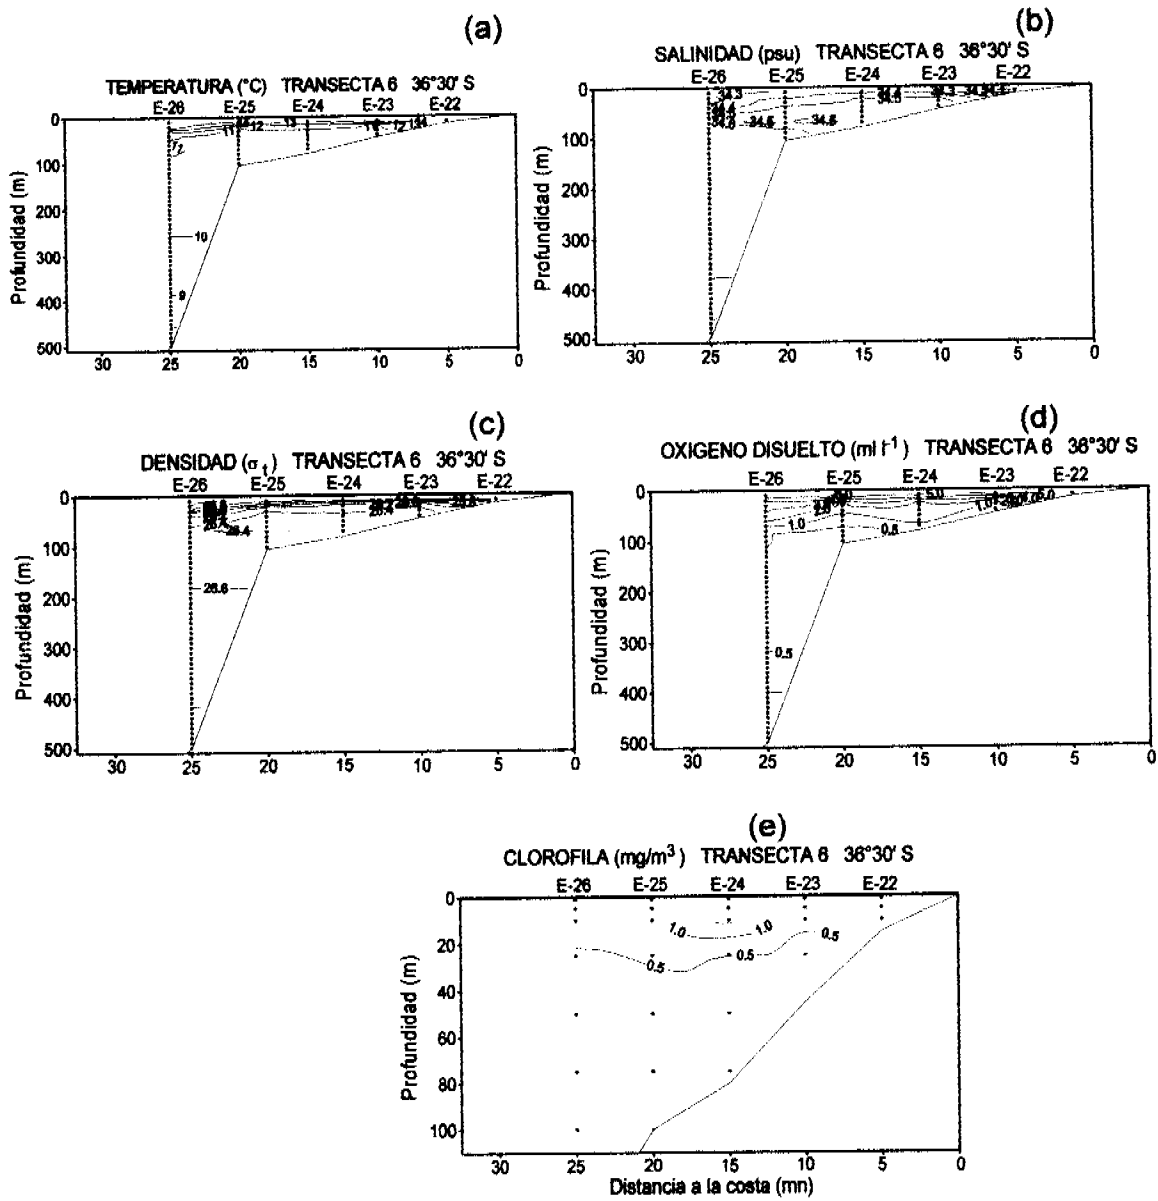 (a)
TEMPERATURA (°C) TRANSECTA 6 36°30' S
E-26 E-25 E-24 E-23 E-22
0
100
200
300
400
500
Profundidad (m)
11 12 13 11 12
12
10
9
30 25 20 15 10 5 0
(b)
SALINIDAD (psu) TRANSECTA 6 36°30' S
E-26 E-25 E-24 E-23 E-22
0
100
200
300
400
500
Profundidad (m)
34.3 34.4 34.3
34.4 34.5
34.6 34.6
30 25 20 15 10 5 0
(c)
DENSIDAD (σt) TRANSECTA 6 36°30' S
E-26 E-25 E-24 E-23 E-22
0
100
200
300
400
500
Profundidad (m)
26.4
26.4
26.6
30 25 20 15 10 5 0
(d)
OXIGENO DISUELTO (ml l-1) TRANSECTA 6 36°30' S
E-26 E-25 E-24 E-23 E-22
0
100
200
300
400
500
Profundidad (m)
5.0 5.0
1.0 0.5 1.0
0.5
30 25 20 15 10 5 0
(e)
CLOROFILA (mg/m3) TRANSECTA 6 36°30' S
E-26 E-25 E-24 E-23 E-22
0
20
40
60
80
100
Profundidad (m)
1.0 1.0 0.5
0.5 0.5
30 25 20 15 10 5 0
Distancia a la costa (mn)